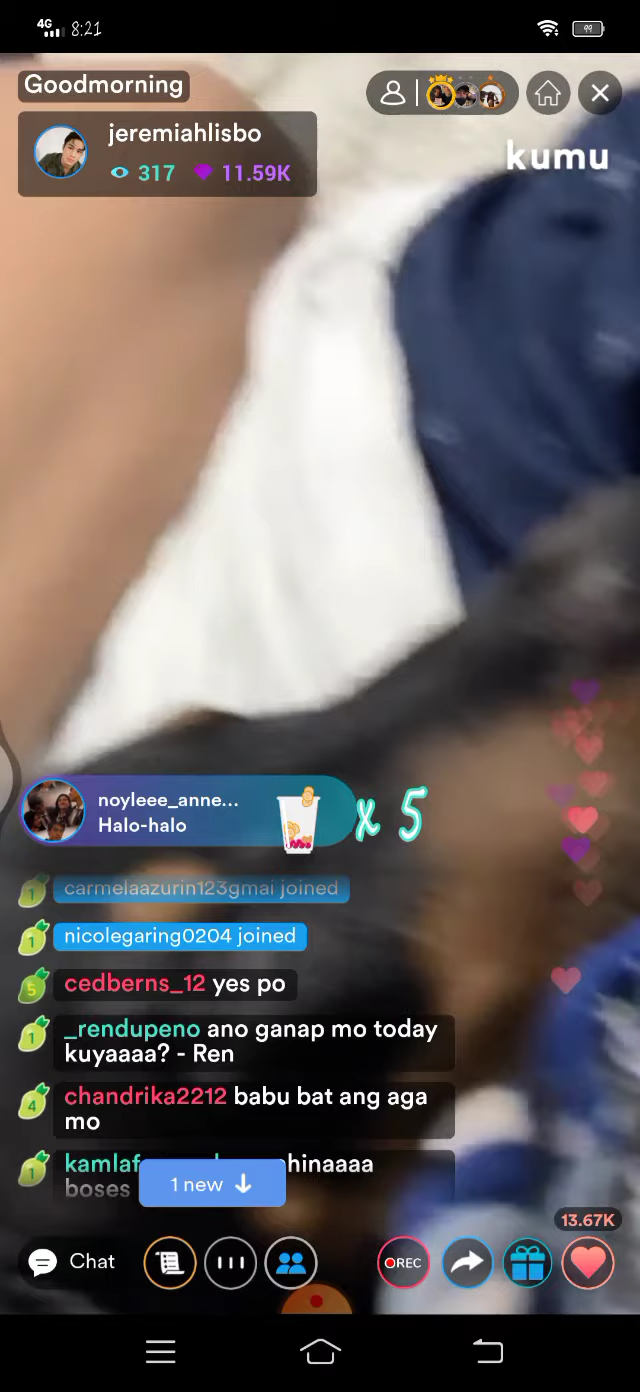 4G 8:21 99
Goodmorning
jeremiahlisbo
317 11.59K
kumu
noyleee_anne...
Halo-halo
x 5
1 carmelaazurin123gmai joined
1 nicolegaring0204 joined
5 cedberns_12 yes po
1 _rendupeno ano ganap mo today
kuyaaaa? - Ren
4 chandrika2212 babu bat ang aga
mo
1 hinaaaa
boses
1 new
13.67K
Chat
REC